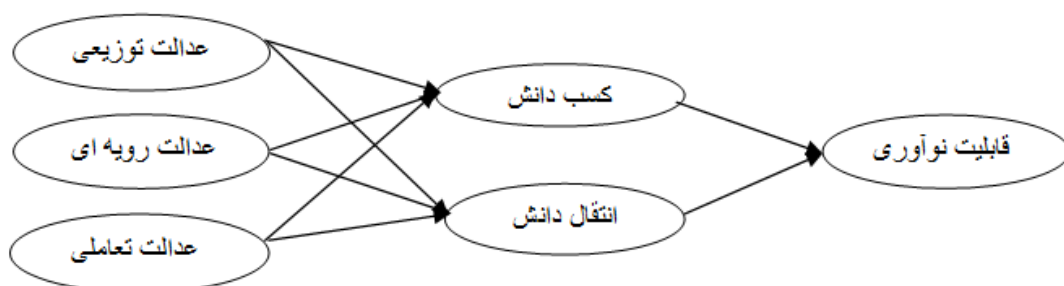 عدالت توزیعی
عدالت رویه ای
عدالت تعاملی
کسب دانش
انتقال دانش
قابلیت نوآوری